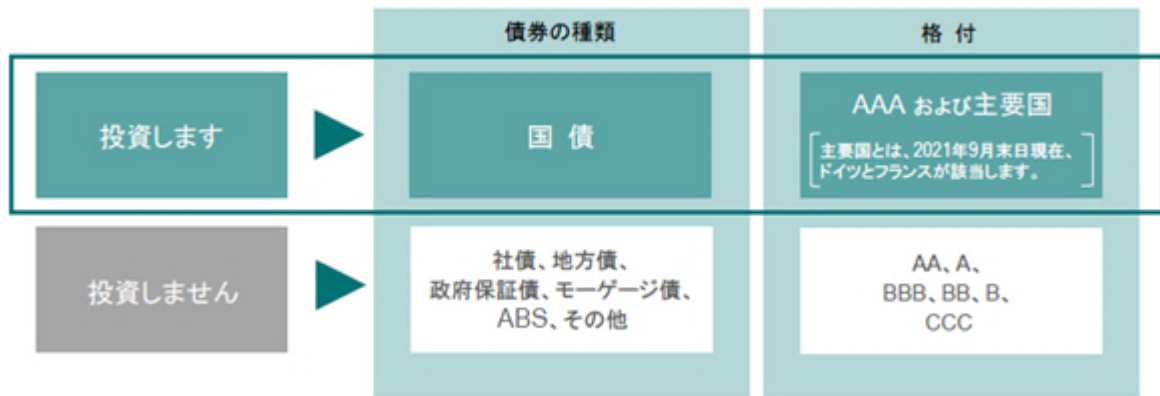 債券の種類
格 付
投資します
国 債
AAA および主要国
主要国とは、2021年9月末日現在、
ドイツとフランスが該当します。
投資しません
社債、地方債、
政府保証債、モーゲージ債、
ABS、その他
AA、A、
BBB、BB、B、
CCC